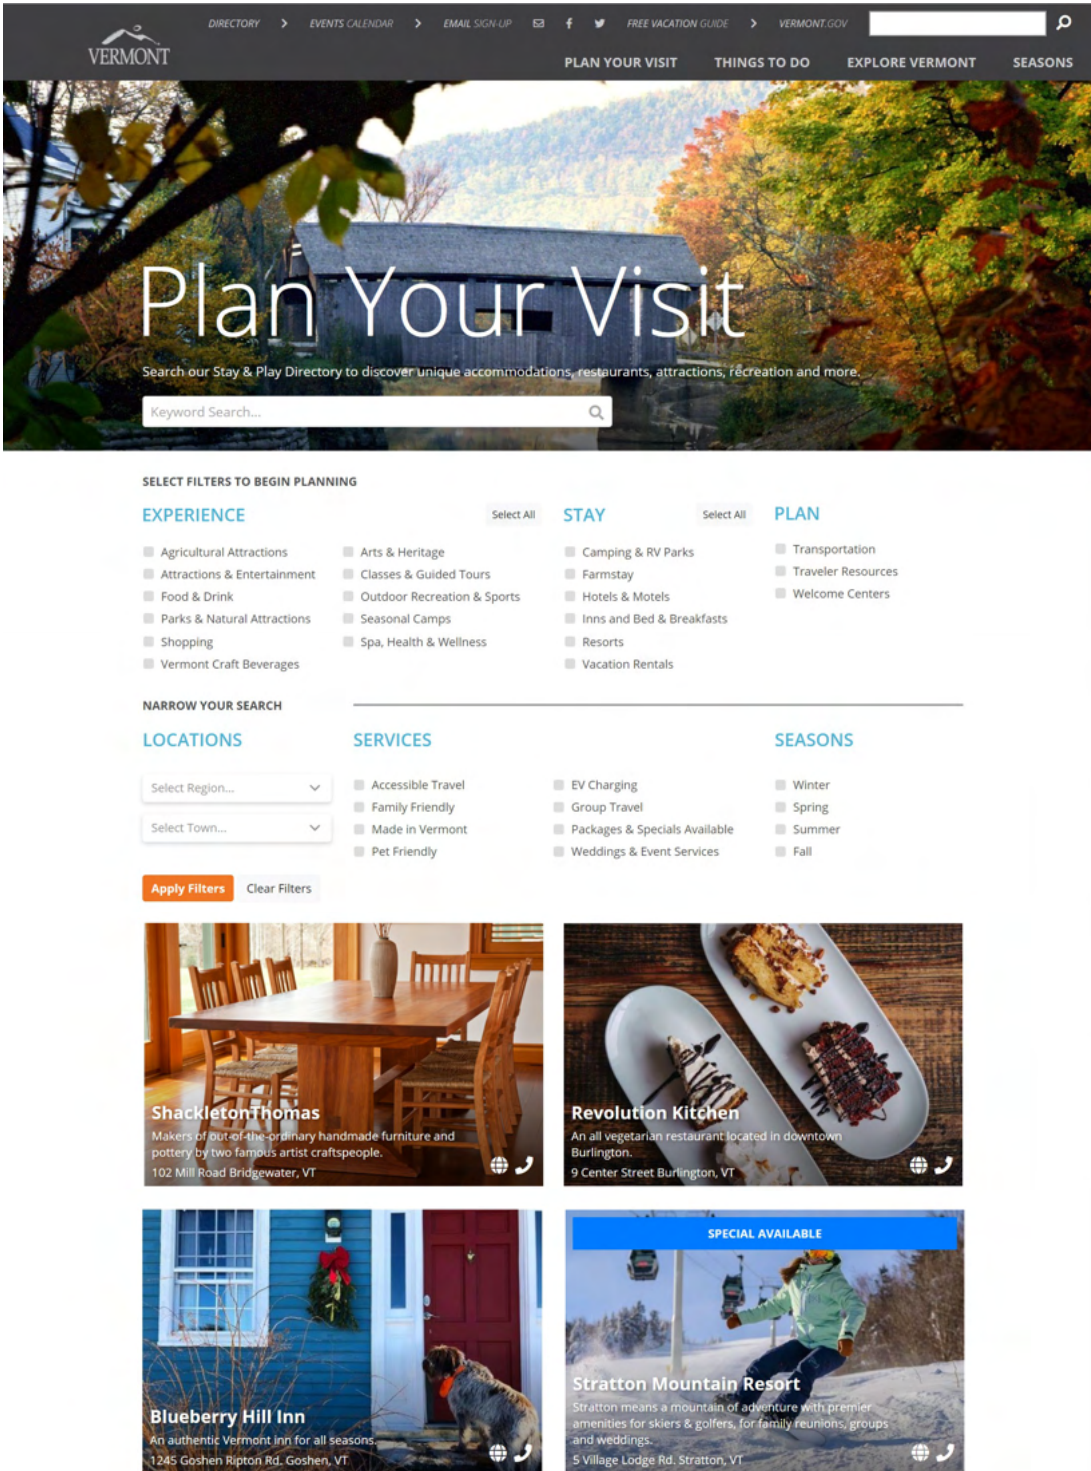 DIRECTORY > EVENTS CALENDAR > EMAIL SIGN-UP FREE VACATION GUIDE > VERMONT.GOV
VERMONT
PLAN YOUR VISIT THINGS TO DO EXPLORE VERMONT SEASONS
Plan Your Visit
Search our Stay & Play Directory to discover unique accommodations, restaurants, attractions, recreation and more.
Keyword Search...
SELECT FILTERS TO BEGIN PLANNING
EXPERIENCE Select All
Agricultural Attractions
Attractions & Entertainment
Food & Drink
Parks & Natural Attractions
Shopping
Vermont Craft Beverages
Arts & Heritage
Classes & Guided Tours
Outdoor Recreation & Sports
Seasonal Camps
Spa, Health & Wellness
STAY Select All
Camping & RV Parks
Farmstay
Hotels & Motels
Inns and Bed & Breakfasts
Resorts
Vacation Rentals
PLAN
Transportation
Traveler Resources
Welcome Centers
NARROW YOUR SEARCH
LOCATIONS
Select Region...
Select Town...
SERVICES
Accessible Travel
Family Friendly
Made in Vermont
Pet Friendly
EV Charging
Group Travel
Packages & Specials Available
Weddings & Event Services
SEASONS
Winter
Spring
Summer
Fall
Apply Filters Clear Filters
ShackletonThomas
Makers of out-of-the-ordinary handmade furniture and
pottery by two famous artist craftspeople.
102 Mill Road Bridgewater, VT
Revolution Kitchen
An all vegetarian restaurant located in downtown
Burlington.
9 Center Street Burlington, VT
Blueberry Hill Inn
An authentic Vermont inn for all seasons.
1245 Goshen Ripton Rd. Goshen, VT
SPECIAL AVAILABLE
Stratton Mountain Resort
Stratton means a mountain of adventure with premier
amenities for skiers & golfers, for family reunions, groups
and weddings.
5 Village Lodge Rd. Stratton, VT